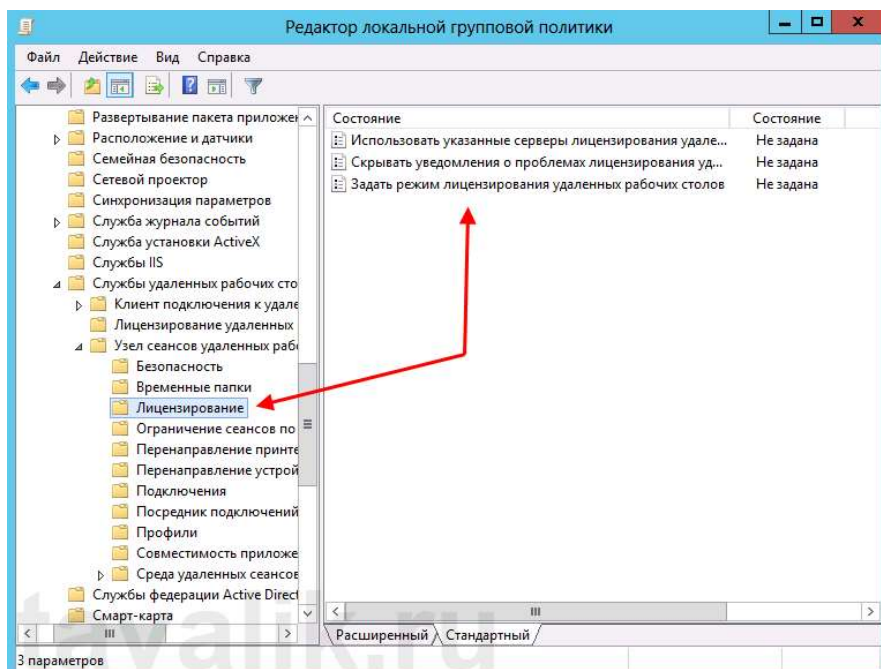 Редактор локальной групповой политики
Файл Действие Вид Справка
Развертывание пакета приложен
Расположение и датчики
Семейная безопасность
Сетевой проектор
Синхронизация параметров
Служба журнала событий
Служба установки ActiveX
Службы IIS
Службы удаленных рабочих сто
Клиент подключения к удале
Лицензирование удаленных
Узел сеансов удаленных рабо
Безопасность
Временные папки
Лицензирование
Ограничение сеансов по
Перенаправление принте
Перенаправление устрой
Подключения
Посредник подключений
Профили
Совместимость приложе
Среда удаленных сеансов
Службы федерации Active Direct
Смарт-карта
Состояние Состояние
Использовать указанные серверы лицензирования удале... Не задана
Скрывать уведомления о проблемах лицензирования уд... Не задана
Задать режим лицензирования удаленных рабочих столов Не задана
Расширенный Стандартный
3 параметров
tavalik.ru